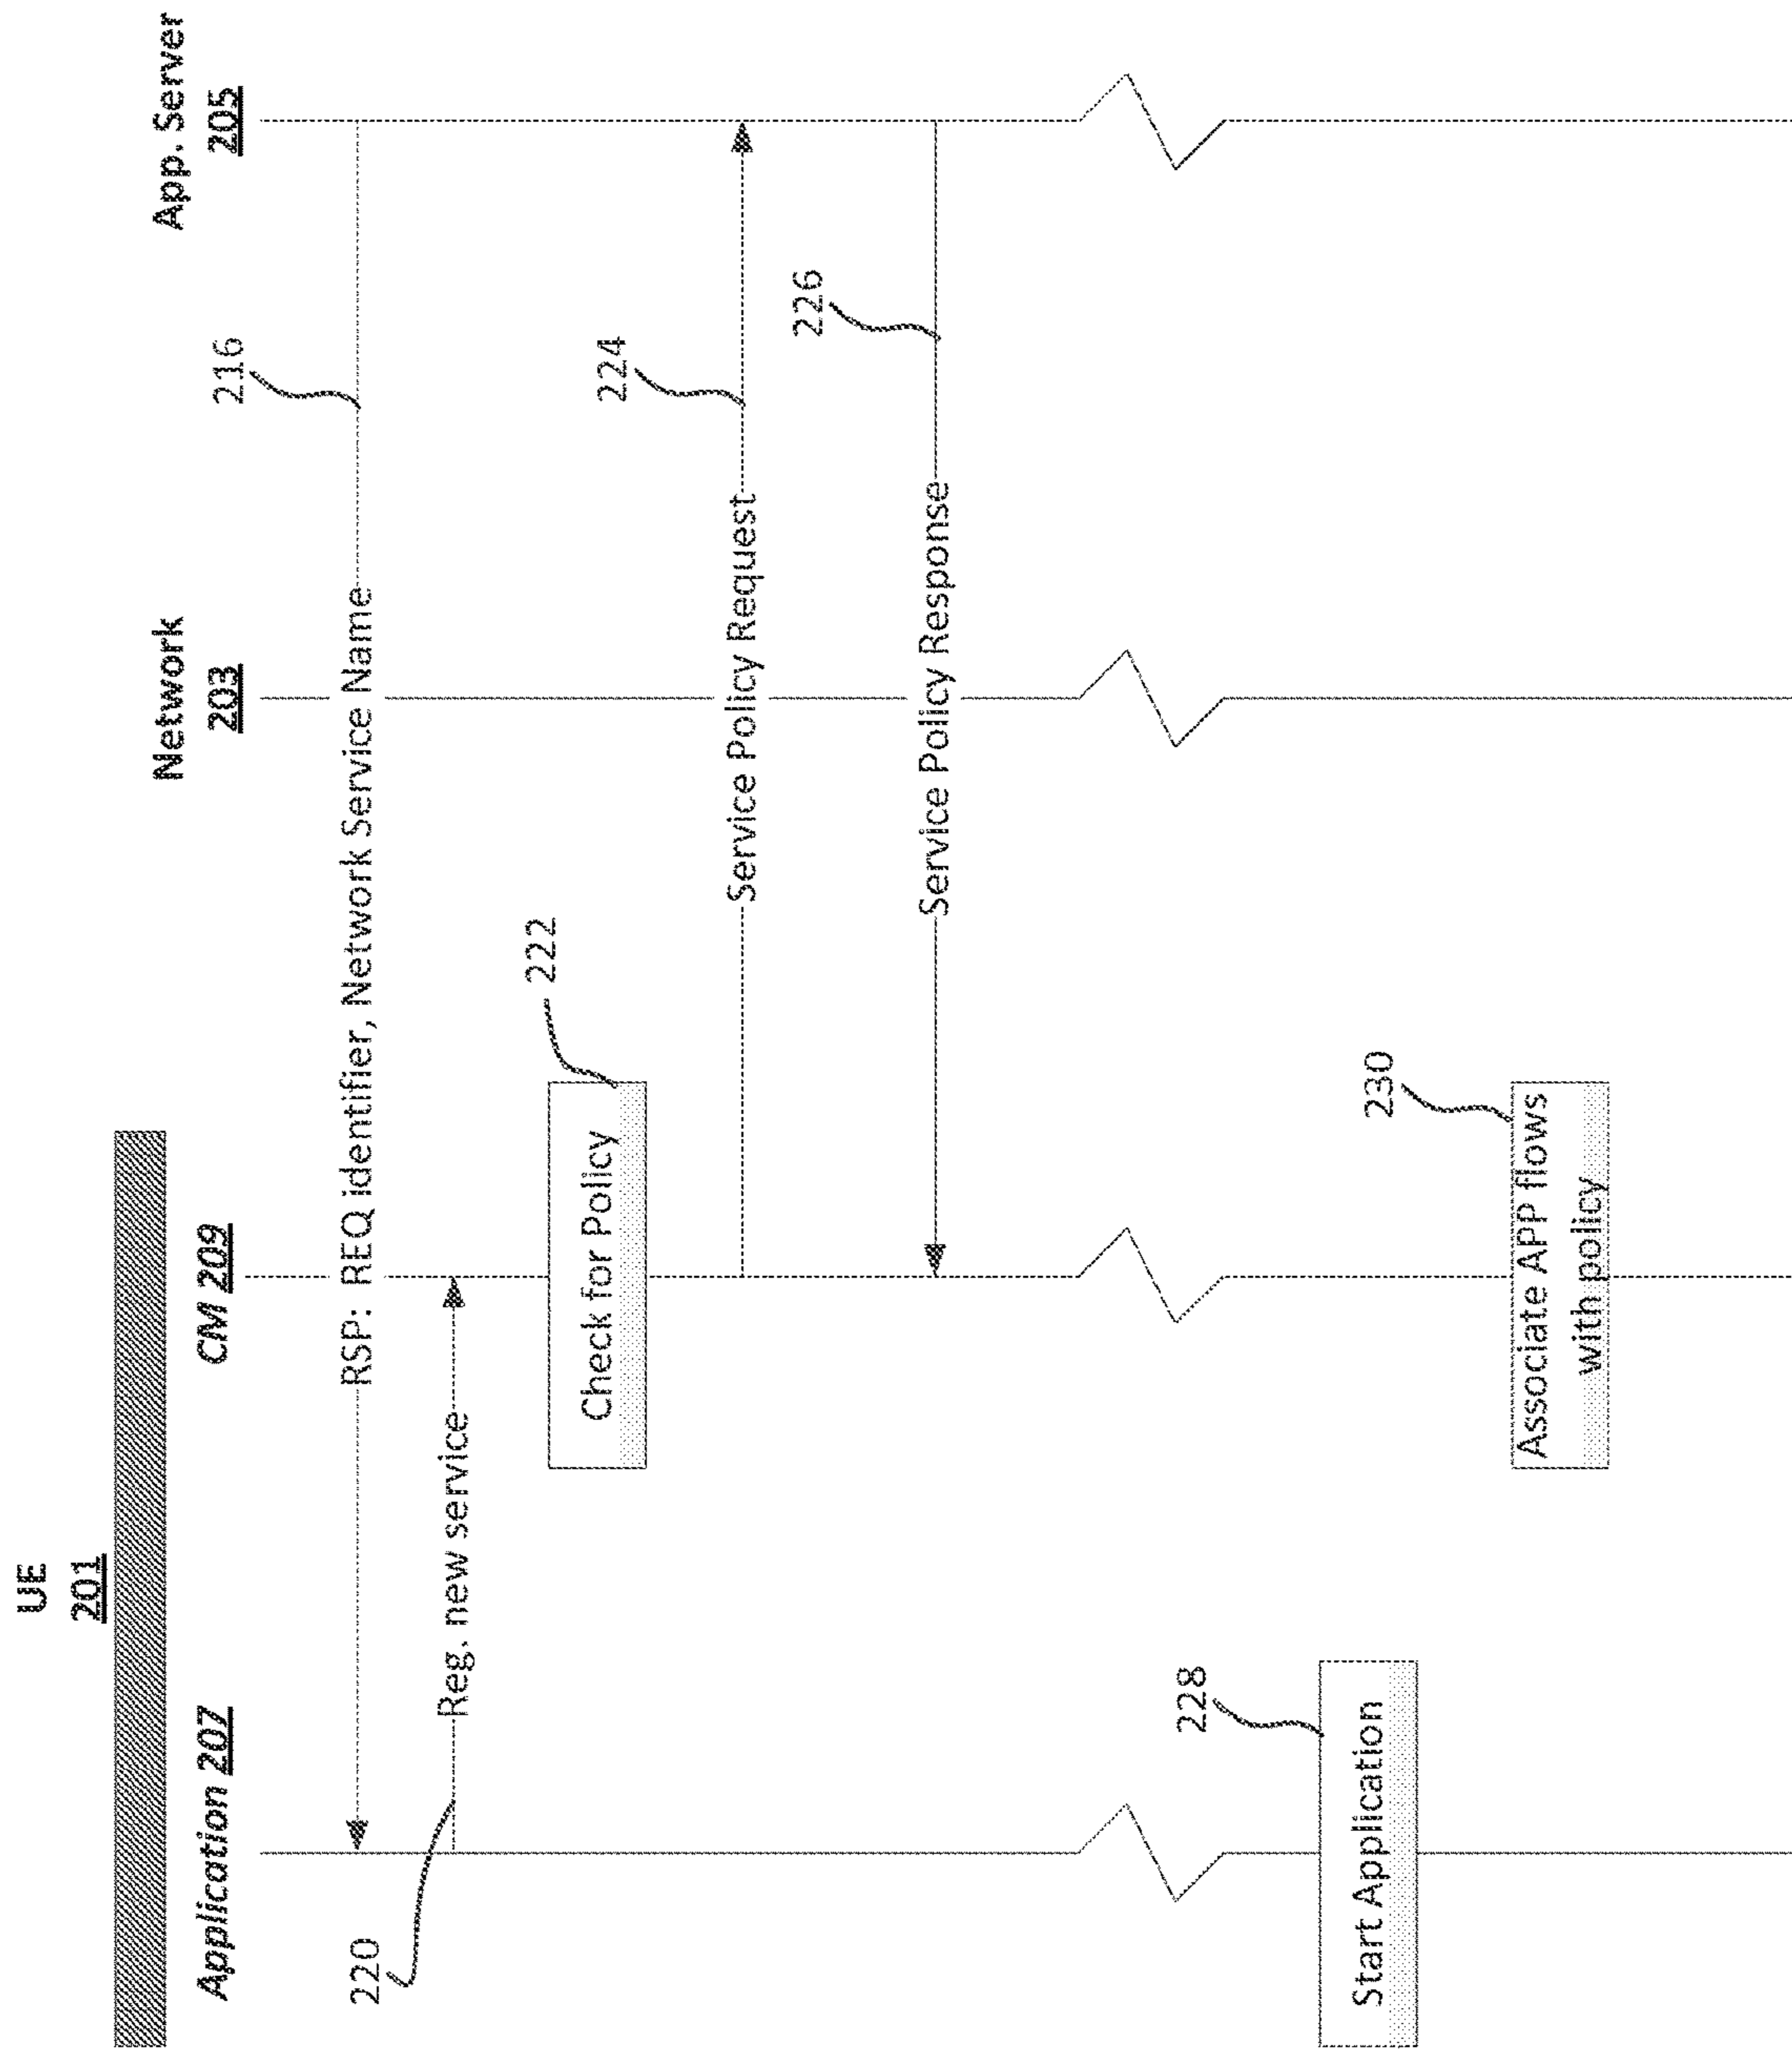 UE
201
Application 207
CM 209
Network
203
App. Server
205
216
RSP: REQ identifier, Network Service Name
220
Reg. new service
222
Check for Policy
224
Service Policy Request
226
Service Policy Response
228
Start Application
230
Associate APP flows
with policy